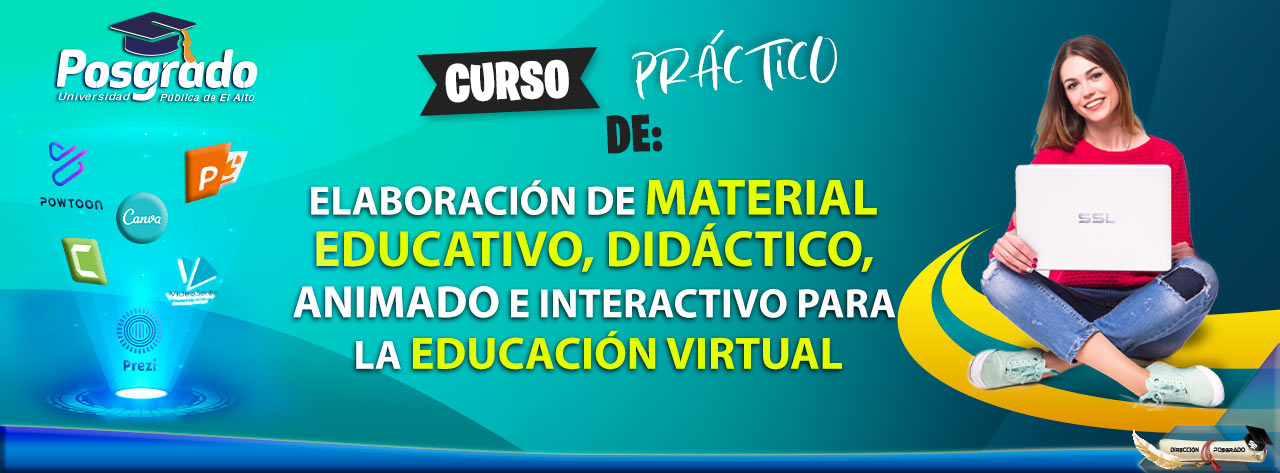 Posgrado
Universidad Pública de El Alto
CURSO PRÁCTICO
DE:
ELABORACIÓN DE MATERIAL
EDUCATIVO, DIDÁCTICO,
ANIMADO E INTERACTIVO PARA
LA EDUCACIÓN VIRTUAL
POWTOON
P
Canva
C
Prezi
SSL
DIRECCIÓN POSGRADO